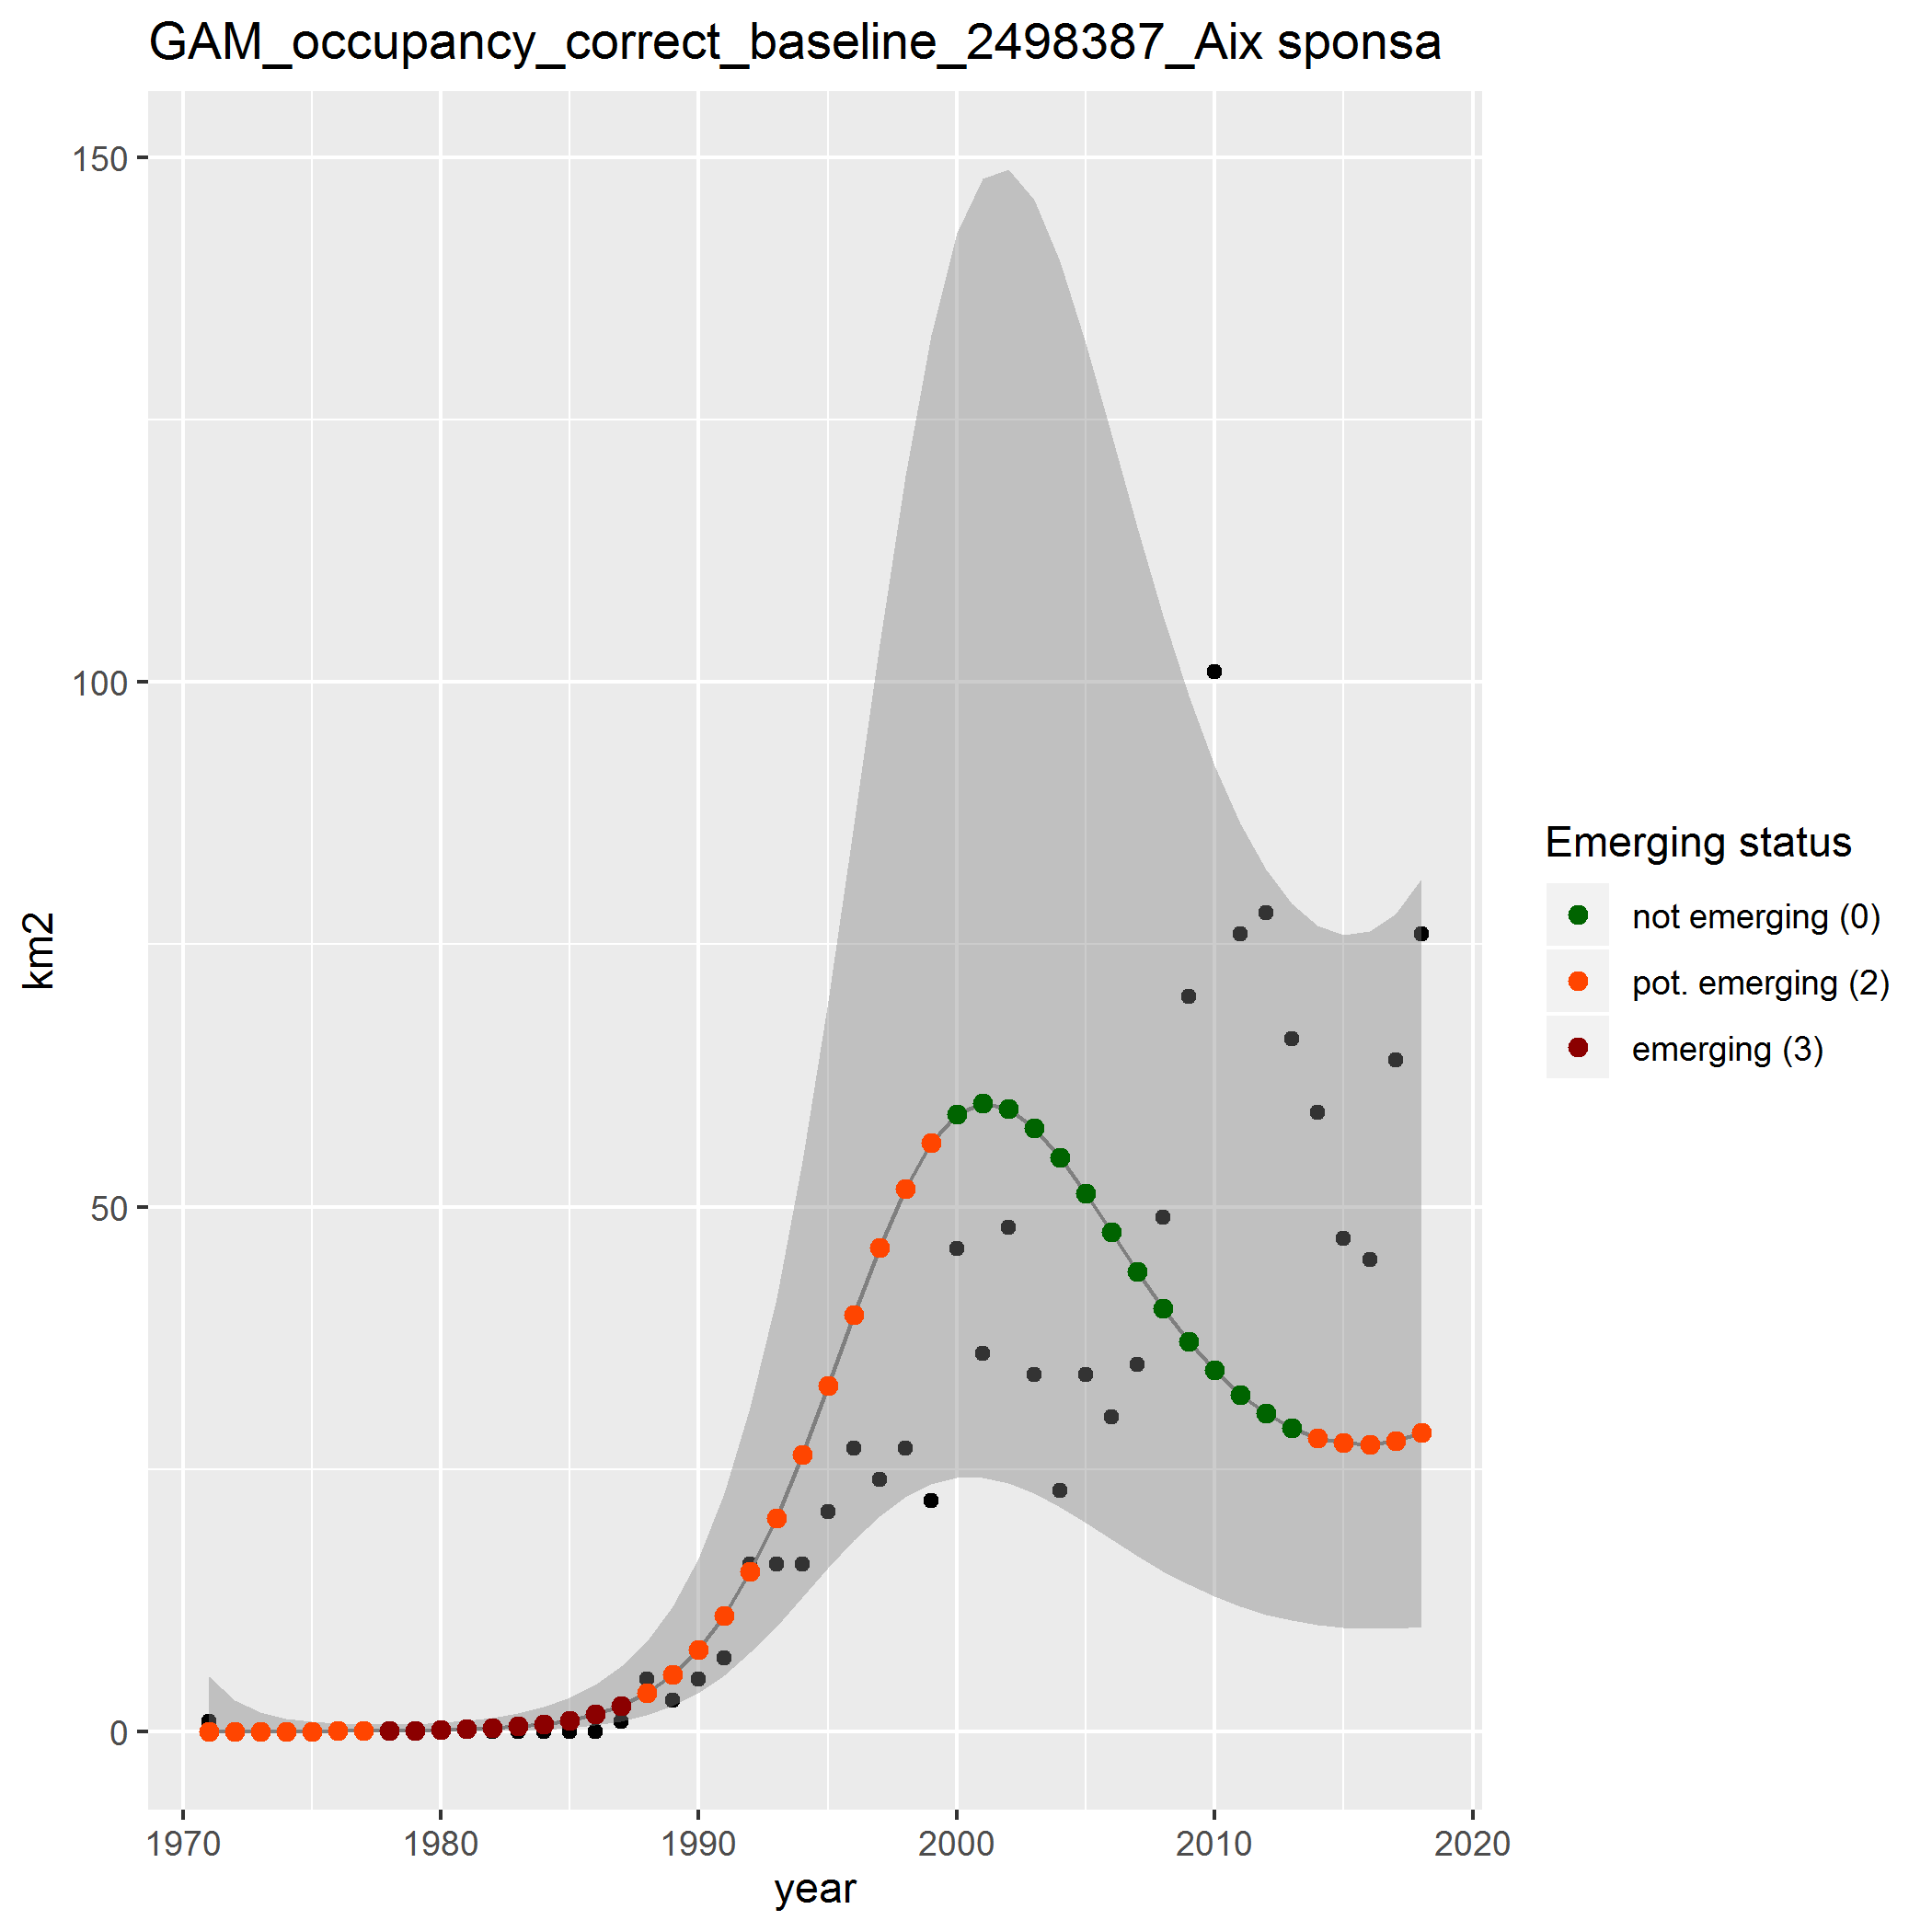 GAM_occupancy_correct_baseline_2498387_Aix sponsa
150
100
50
0
km2
1970 1980 1990 2000 2010 2020
year
Emerging status
not emerging (0)
pot. emerging (2)
emerging (3)